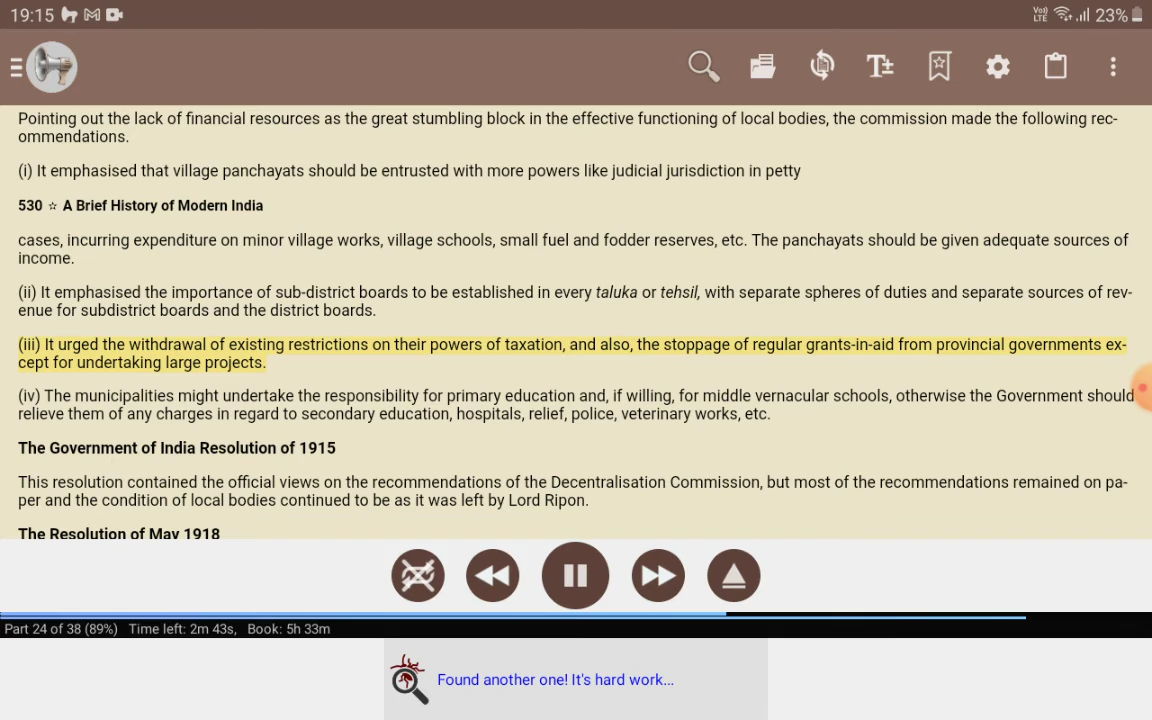 19:15
Vo)) LTE 23%
T±
Pointing out the lack of financial resources as the great stumbling block in the effective functioning of local bodies, the commission made the following rec-
ommendations.
(i) It emphasised that village panchayats should be entrusted with more powers like judicial jurisdiction in petty
530 ☆ A Brief History of Modern India
cases, incurring expenditure on minor village works, village schools, small fuel and fodder reserves, etc. The panchayats should be given adequate sources of
income.
(ii) It emphasised the importance of sub-district boards to be established in every taluka or tehsil, with separate spheres of duties and separate sources of rev-
enue for subdistrict boards and the district boards.
(iii) It urged the withdrawal of existing restrictions on their powers of taxation, and also, the stoppage of regular grants-in-aid from provincial governments ex-
cept for undertaking large projects.
(iv) The municipalities might undertake the responsibility for primary education and, if willing, for middle vernacular schools, otherwise the Government should
relieve them of any charges in regard to secondary education, hospitals, relief, police, veterinary works, etc.
The Government of India Resolution of 1915
This resolution contained the official views on the recommendations of the Decentralisation Commission, but most of the recommendations remained on pa-
per and the condition of local bodies continued to be as it was left by Lord Ripon.
The Resolution of May 1918
Part 24 of 38 (89%) Time left: 2m 43s, Book: 5h 33m
Found another one! It's hard work...